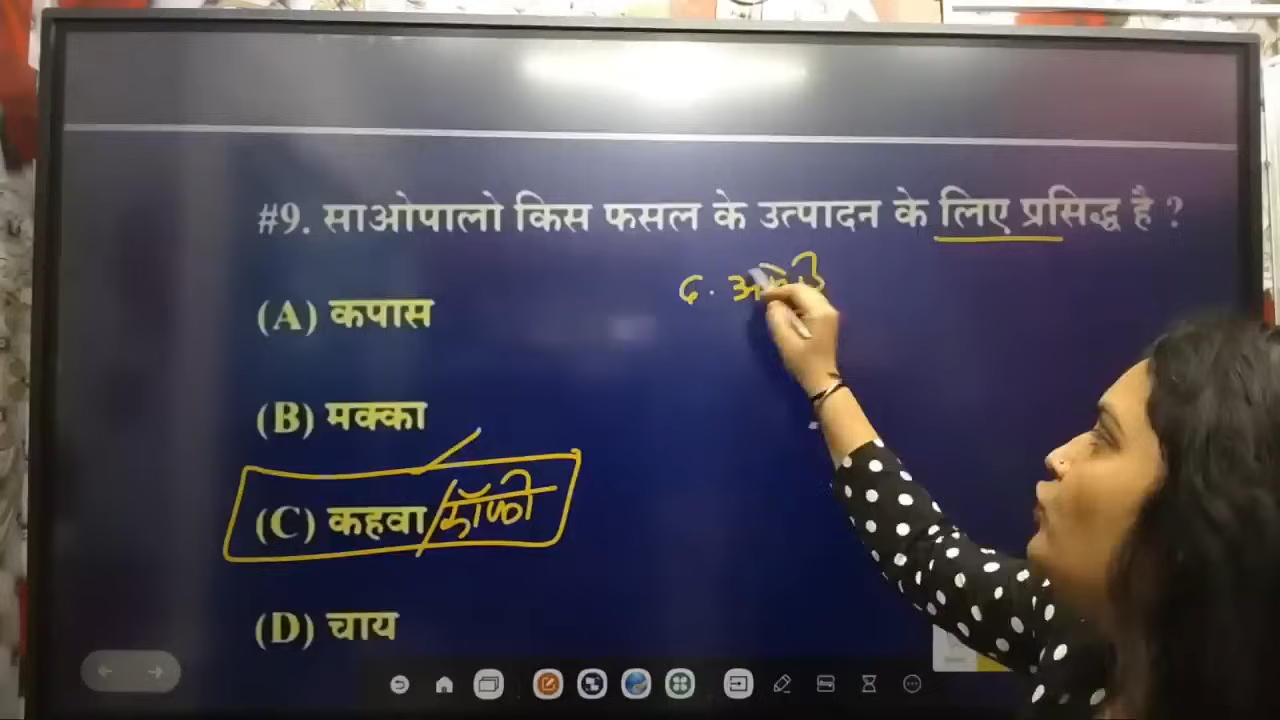 #9. साओपालो किस फसल के उत्पादन के लिए प्रसिद्ध है ?
द.
(A) कपास
(B) मक्का
(C) कहवा/कॉफी
(D) चाय